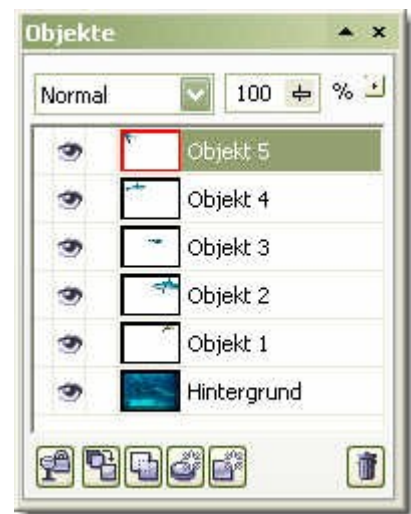 Objekte
Normal 100 %
Objekt 5
Objekt 4
Objekt 3
Objekt 2
Objekt 1
Hintergrund